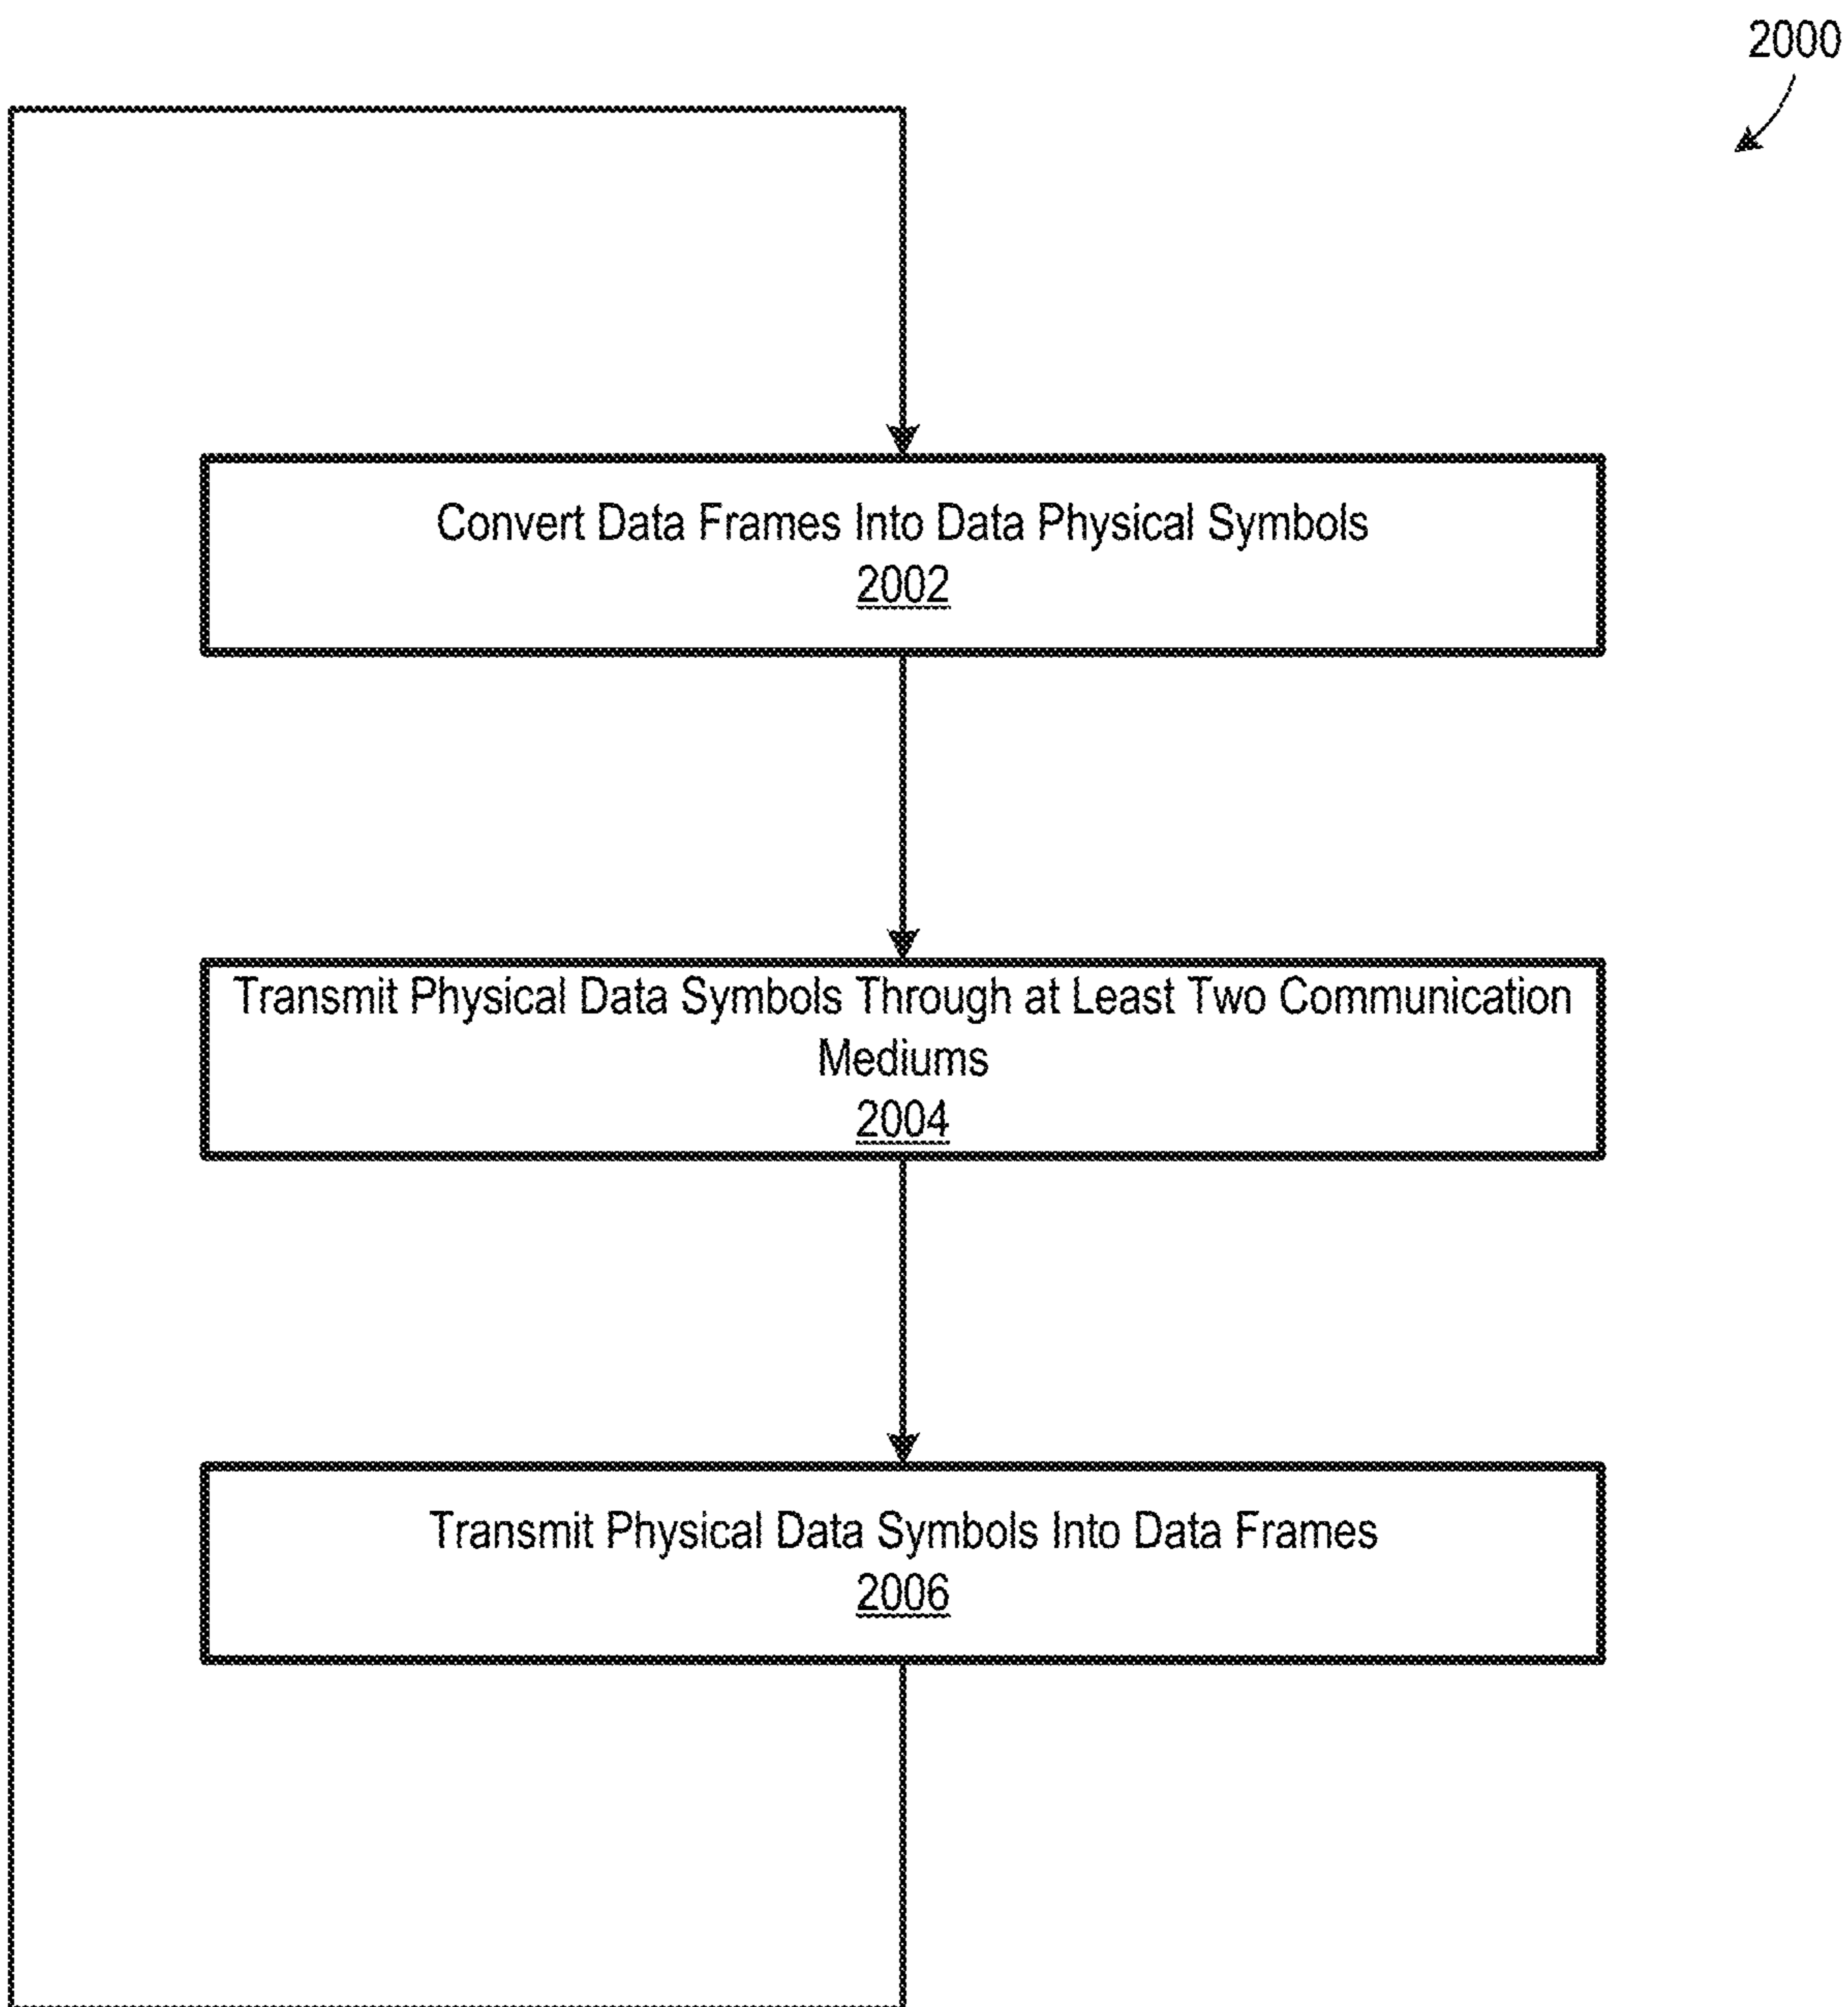 2000
Convert Data Frames Into Data Physical Symbols
2002
Transmit Physical Data Symbols Through at Least Two Communication
Mediums
2004
Transmit Physical Data Symbols Into Data Frames
2006